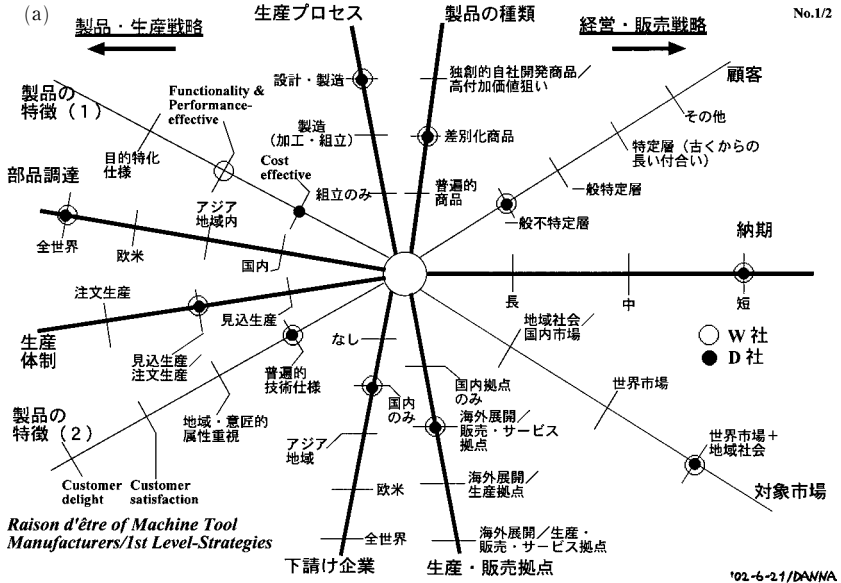 (a)
製品・生産戦略
生産プロセス
製品の種類
経営・販売戦略
No.1/2
製品の
特徴（1）
Functionality &
Performance-
effective
設計・製造
独創的自社開発商品／
高付加価値狙い
顧客
その他
目的特化
仕様
製造
（加工・組立）
差別化商品
特定層（古くからの
長い付合い）
部品調達
Cost
effective
組立のみ
普遍的
商品
一般特定層
アジア
地域内
一般不特定層
全世界
欧米
国内
納期
注文生産
見込生産
長
中
短
生産
体制
見込生産／
注文生産
なし
地域社会／
国内市場
W社
D社
普遍的
技術仕様
国内
のみ
国内拠点
のみ
世界市場
製品の
特徴（2）
地域・意匠的
属性重視
アジア
地域
海外展開／
販売・サービス
拠点
世界市場＋
地域社会
Customer
delight
Customer
satisfaction
欧米
海外展開／
生産拠点
対象市場
Raison d'être of Machine Tool
Manufacturers/1st Level-Strategies
全世界
海外展開／生産・
販売・サービス拠点
下請け企業
生産・販売拠点
'02-6-21/DANNA